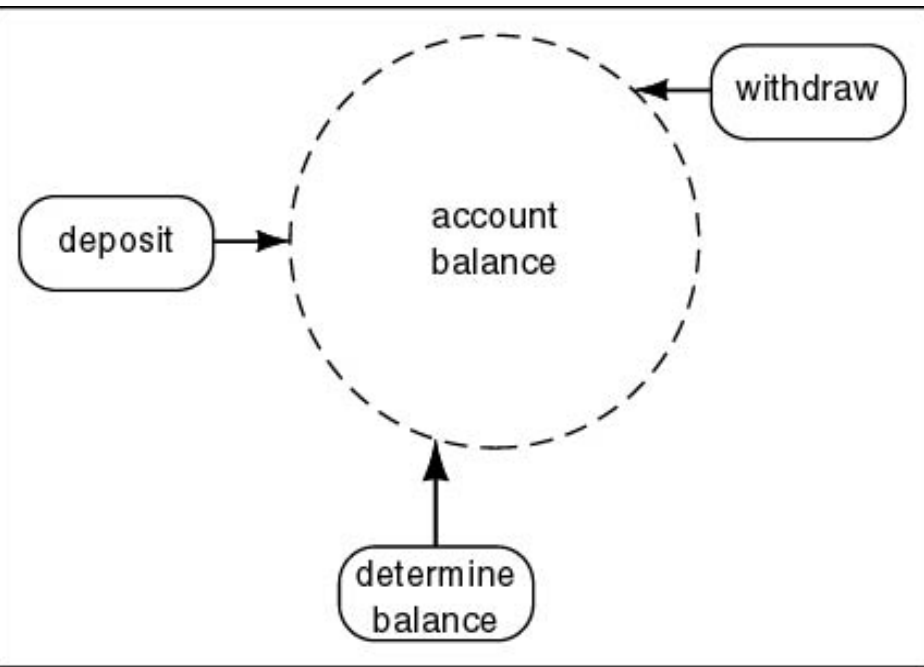 withdraw
deposit
account
balance
determine
balance